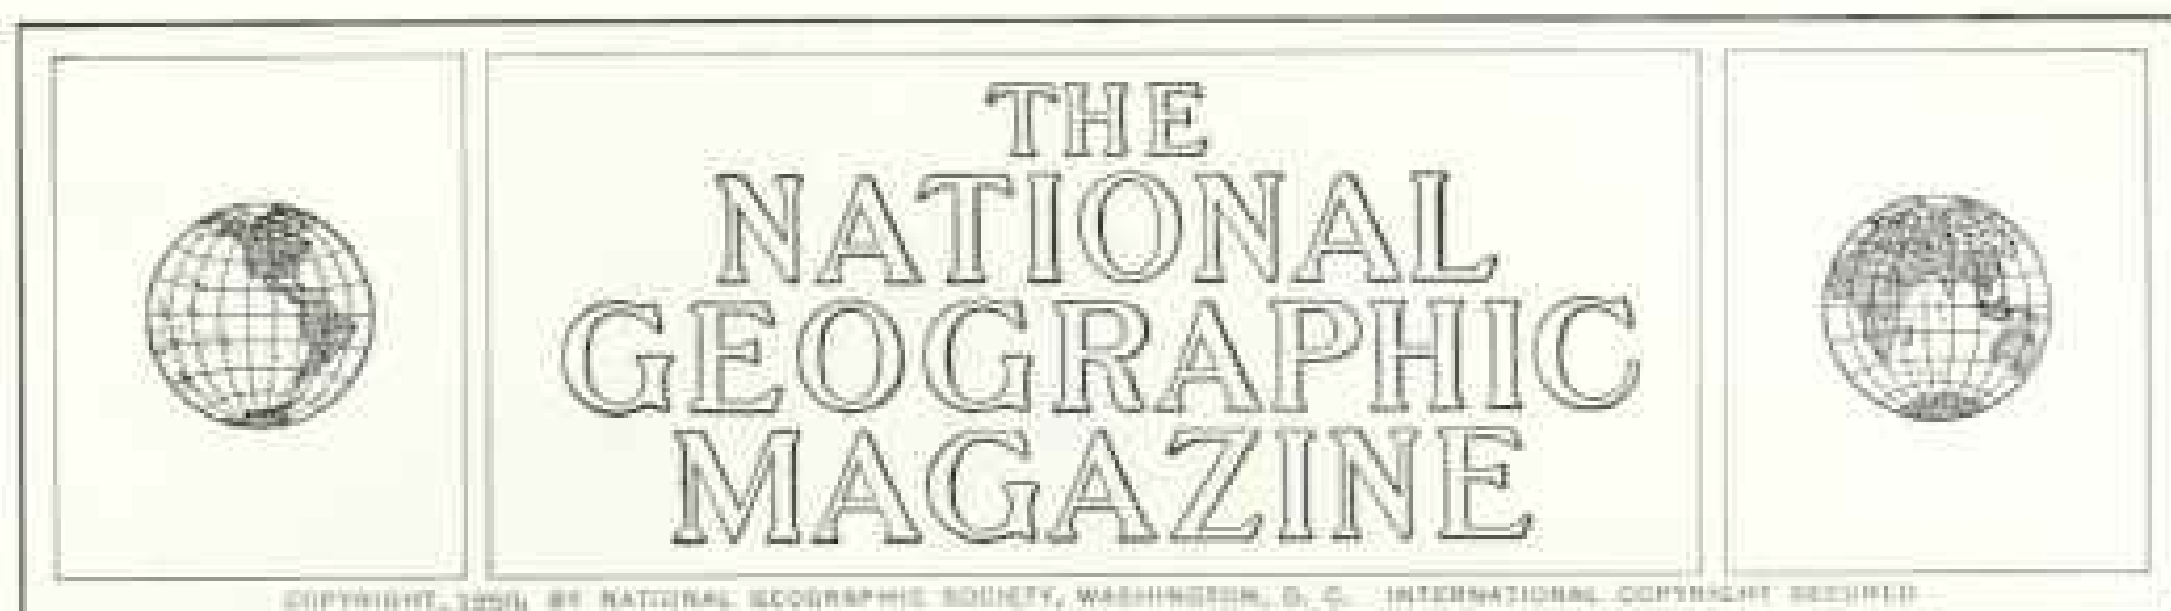 THE
NATIONAL
GEOGRAPHIC
MAGAZINE
COPYRIGHT, BY NATIONAL GEOGRAPHIC SOCIETY, WASHINGTON, D. C. INTERNATIONAL COPYRIGHT SECURED